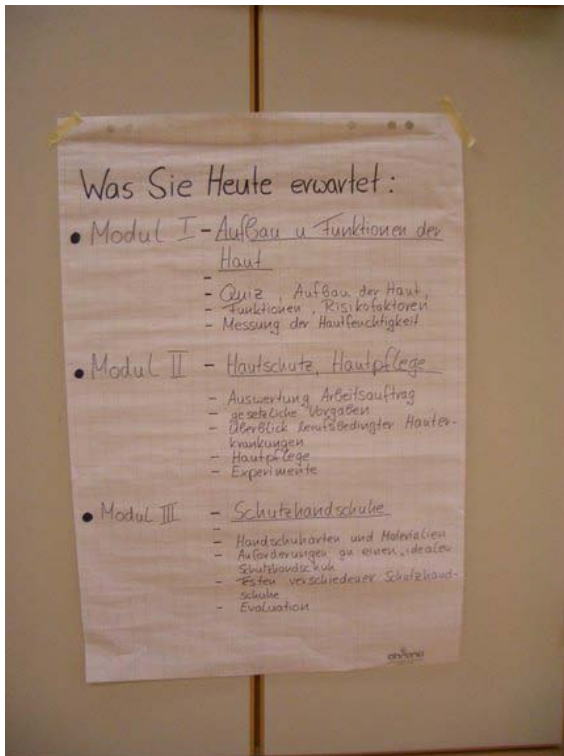 Was Sie Heute erwartet:
• Modul I - Aufbau u Funktionen der
Haut
-
- Quiz, Aufbau der Haut,
- Funktionen, Risikofaktoren
- Messung der Hautfeuchtigkeit
• Modul II - Hautschutz, Hautpflege
- Auswertung Arbeitsauftrag
- gesetzliche Vorgaben
- Überblick berufsbedingter Hauter-
krankungen
- Hautpflege
- Experimente
• Modul III - Schutzhandschuhe
-
- Handschuharten und Materialien
- Anforderungen an einen "idealen
Schutzhandschuh
- Testen verschiedener Schutzhand-
schuhe
- Evaluation